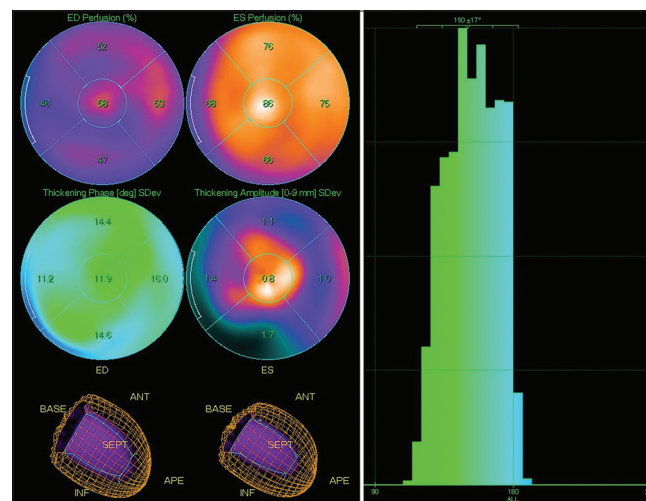 ED Perfusion (%)
ES Perfusion (%)
52
46
56
53
47
76
68
86
75
66
Thickening Phase [deg] SDev
Thickening Amplitude [0-9 mm] SDev
14.4
11.2
11.9
16.0
14.6
1.1
1.4
0.8
1.0
1.7
ED
ES
ANT
BASE
SEPT
INF
APE
ANT
BASE
SEPT
INF
APE
150 ±17°
90
180
ALL